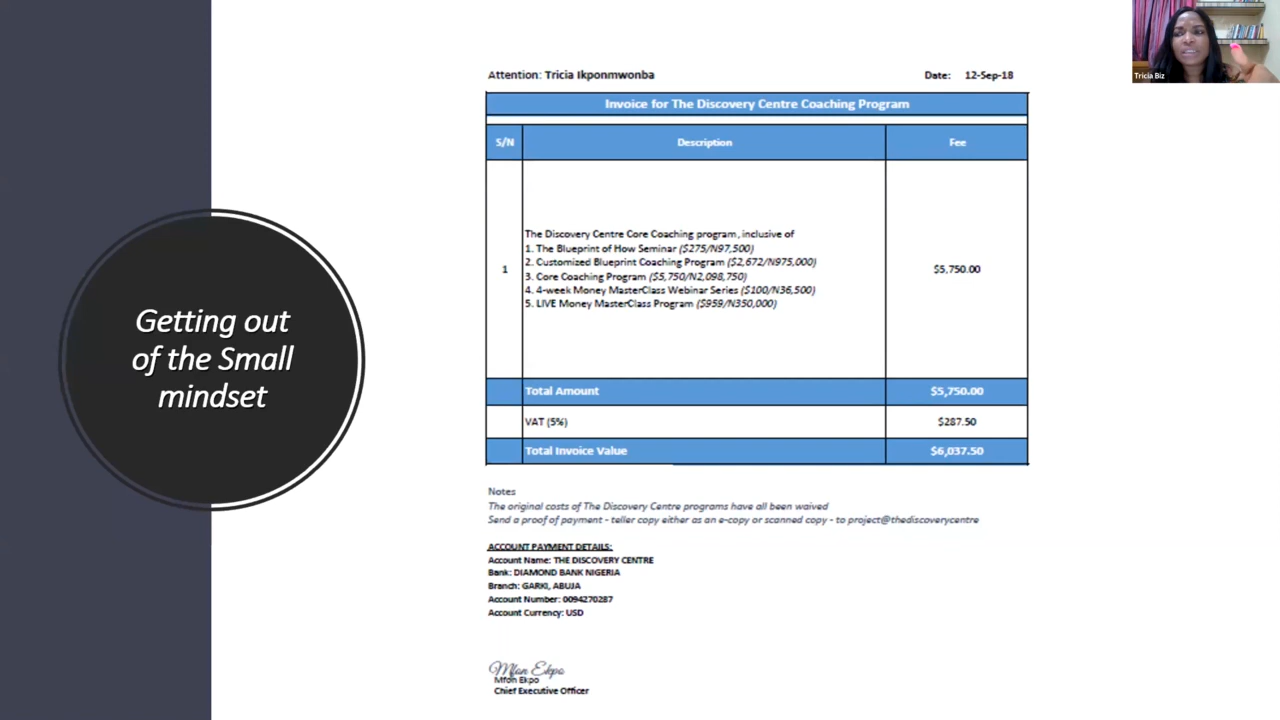 Getting out
of the Small
mindset
Attention: Tricia Ikponmwonba
Date: 12-Sep-18
Invoice for The Discovery Centre Coaching Program
S/N Description Fee
The Discovery Centre Core Coaching program, inclusive of
1. The Blueprint of How Seminar ($275/N97,500)
2. Customized Blueprint Coaching Program ($2,672/N975,000)
1 3. Core Coaching Program ($5,750/N2,098,750) $5,750.00
4. 4-week Money MasterClass Webinar Series ($100/N36,500)
5. LIVE Money MasterClass Program ($959/N350,000)
Total Amount $5,750.00
VAT (5%) $287.50
Total Invoice Value $6,037.50
Notes
The original costs of The Discovery Centre programs have all been waived
Send a proof of payment - teller copy either as an e-copy or scanned copy - to project@thediscoverycentre
ACCOUNT PAYMENT DETAILS:
Account Name: THE DISCOVERY CENTRE
Bank: DIAMOND BANK NIGERIA
Branch: GARKI, ABUJA
Account Number: 0094270287
Account Currency: USD
Mfon Ekpo
Mfon Ekpo
Chief Executive Officer
Tricia Biz